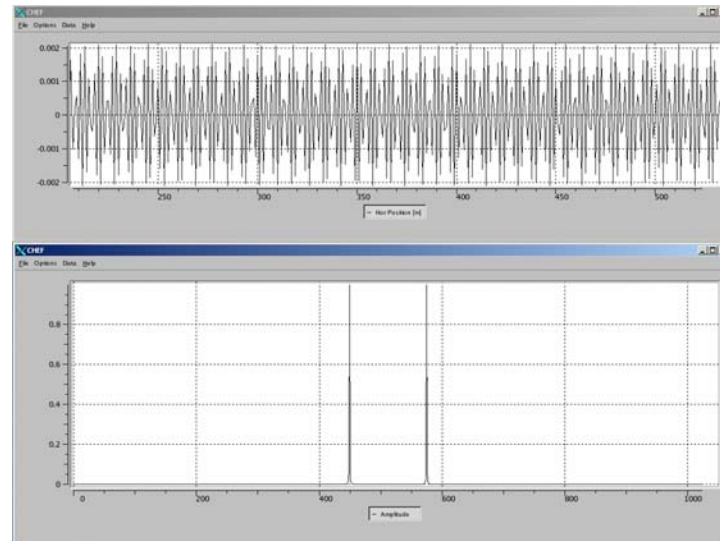 CHEF
File Options Data Help
0.002
0.001
0
-0.001
-0.002
250 300 350 400 450 500
Hor Position [m]
CHEF
File Options Data Help
0.8
0.6
0.4
0.2
0
0 200 400 600 800 1000
Amplitude